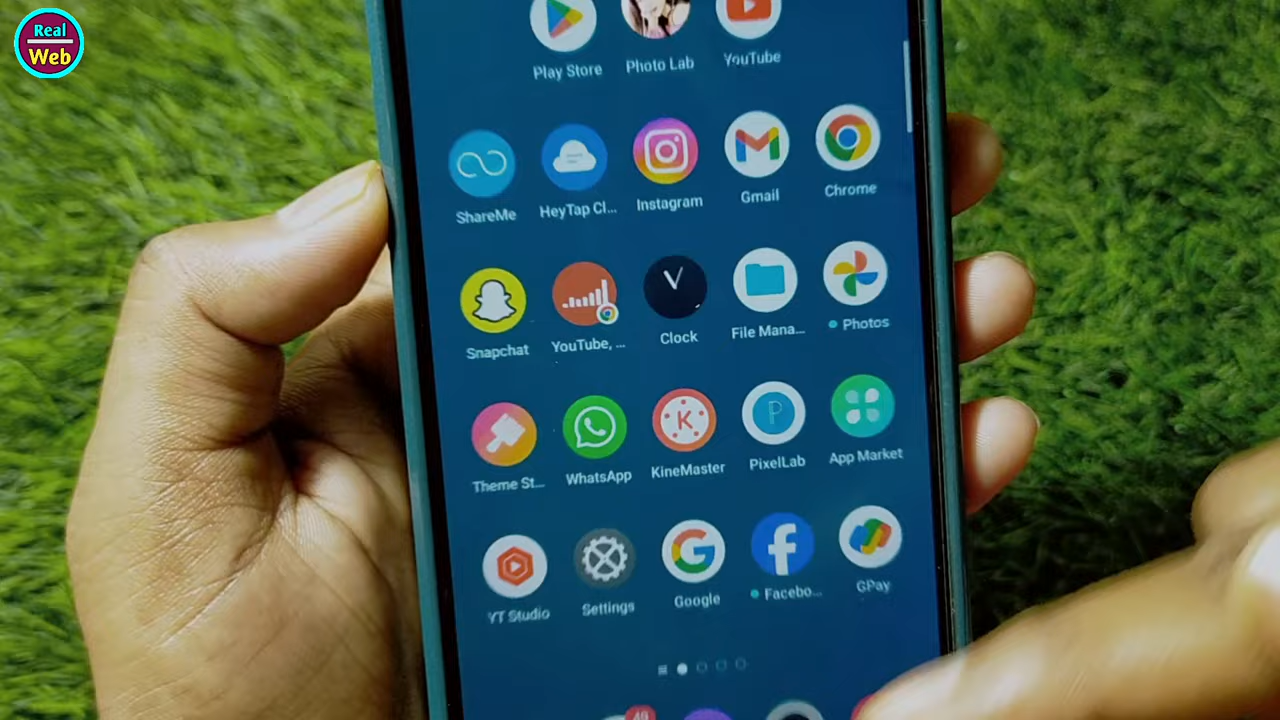 Real
Web
Play Store
Photo Lab
YouTube
ShareMe
HeyTap Cl...
Instagram
Gmail
Chrome
Snapchat
YouTube, ...
Clock
File Mana...
Photos
Theme St...
WhatsApp
KineMaster
PixelLab
App Market
YT Studio
Settings
Google
Facebo...
GPay